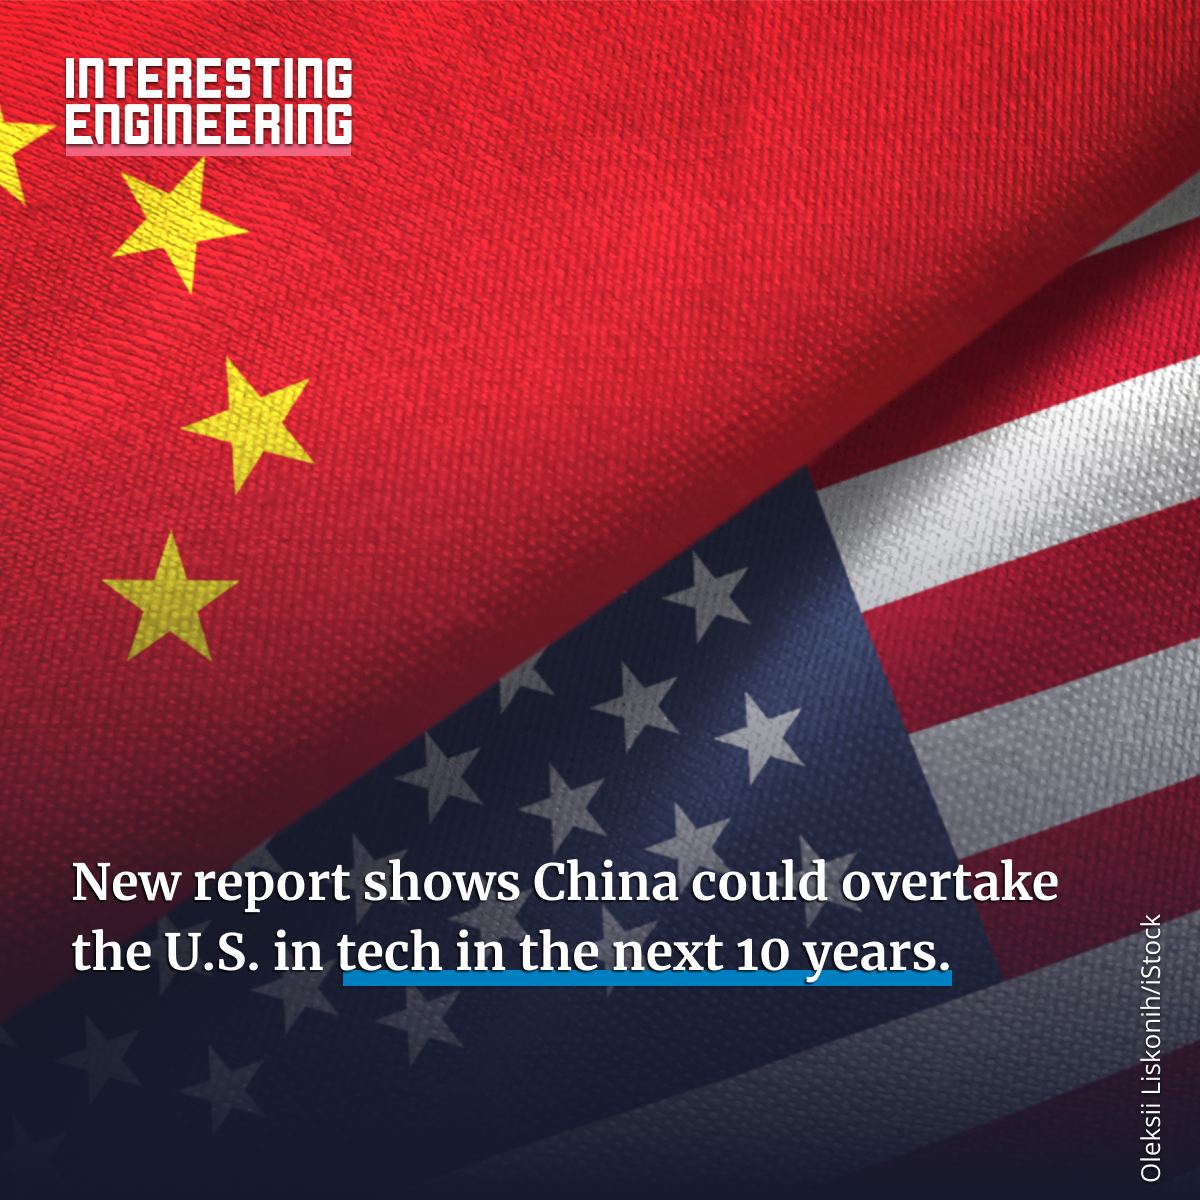 INTERESTING
ENGINEERING
New report shows China could overtake
the U.S. in tech in the next 10 years.
Oleksii Liskonih/iStock